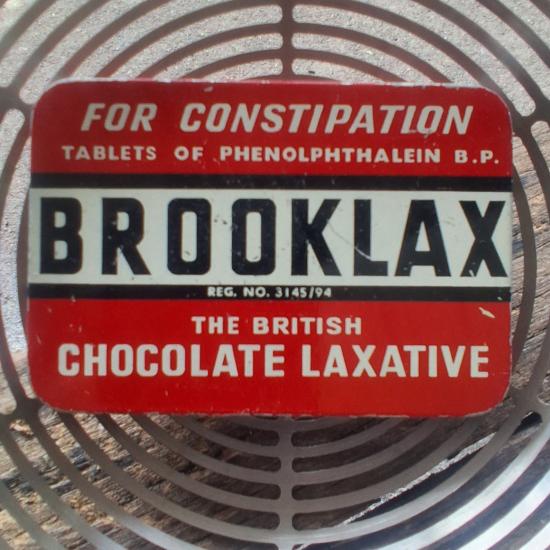 FOR CONSTIPATION
TABLETS OF PHENOLPHTHALEIN B.P.
BROOKLAX
REG. NO. 3145/94
THE BRITISH
CHOCOLATE LAXATIVE